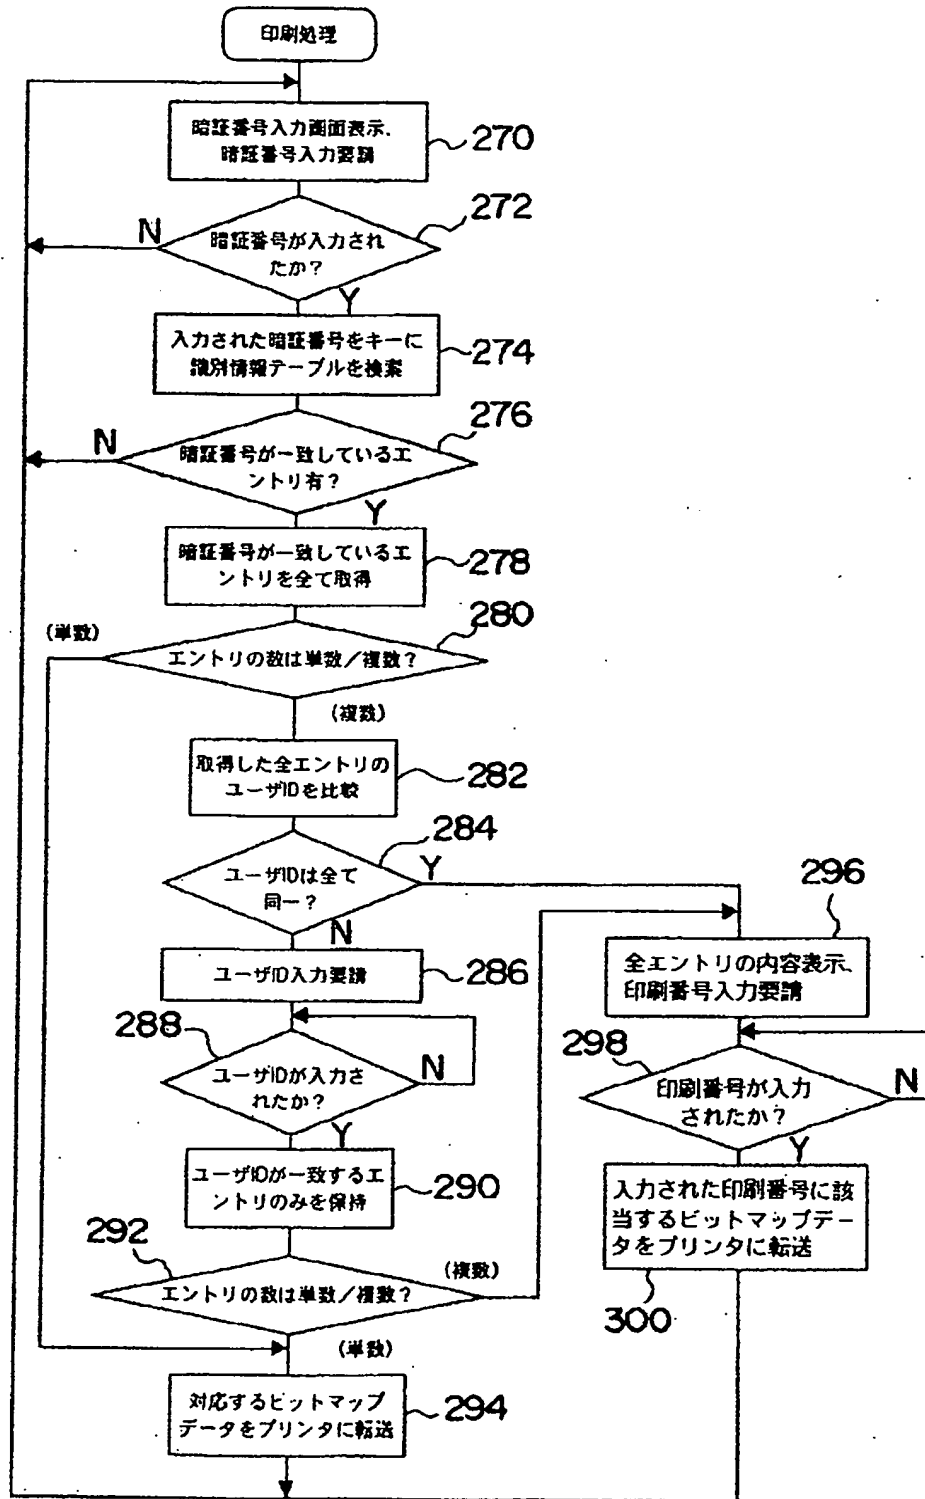 印刷処理
暗証番号入力画面表示、
暗証番号入力要請
270
272
N
暗証番号が入力され
たか？
Y
入力された暗証番号をキーに
識別情報テーブルを検索
274
276
N
暗証番号が一致しているエ
ントリ有？
Y
暗証番号が一致しているエ
ントリを全て取得
278
280
(単数)
エントリの数は単数／複数？
(複数)
取得した全エントリの
ユーザIDを比較
282
284
Y
ユーザIDは全て
同一？
N
296
全エントリの内容表示、
印刷番号入力要請
ユーザID入力要請
286
288
ユーザIDが入力さ
れたか？
N
Y
298
印刷番号が入力
されたか？
N
Y
ユーザIDが一致するエ
ントリのみを保持
290
入力された印刷番号に該
当するビットマップデー
タをプリンタに転送
300
292
(複数)
エントリの数は単数／複数？
(単数)
対応するビットマップ
データをプリンタに転送
294